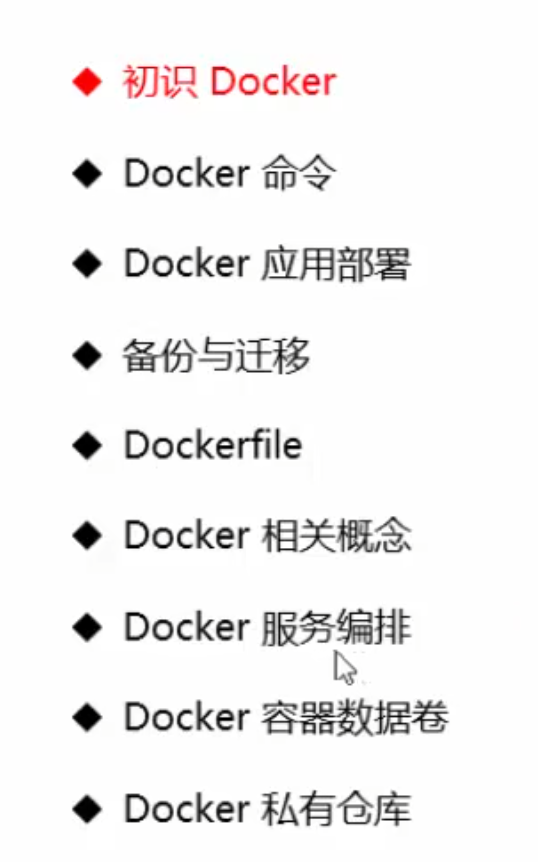 初识 Docker
Docker 命令
Docker 应用部署
备份与迁移
Dockerfile
Docker 相关概念
Docker 服务编排
Docker 容器数据卷
Docker 私有仓库